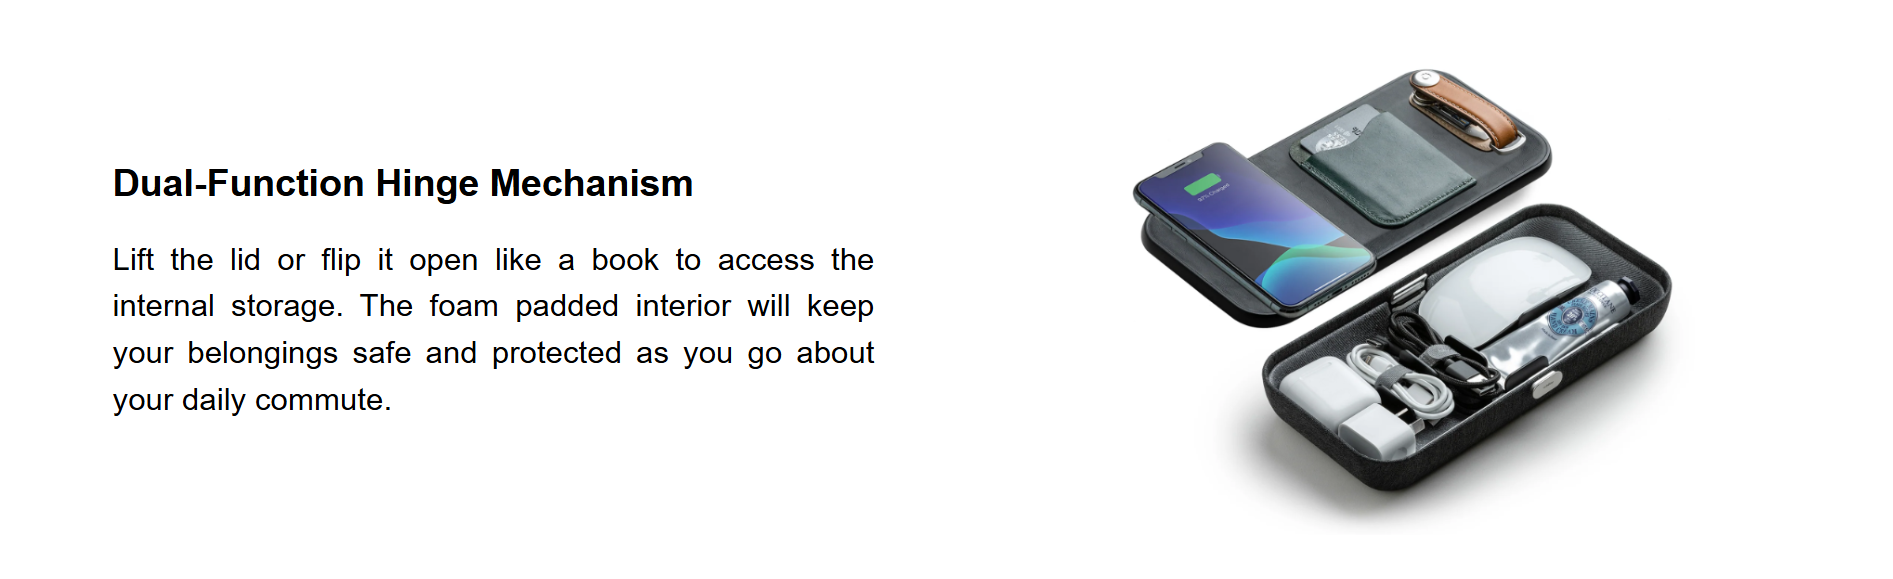 Dual-Function Hinge Mechanism
Lift the lid or flip it open like a book to access the
internal storage. The foam padded interior will keep
your belongings safe and protected as you go about
your daily commute.